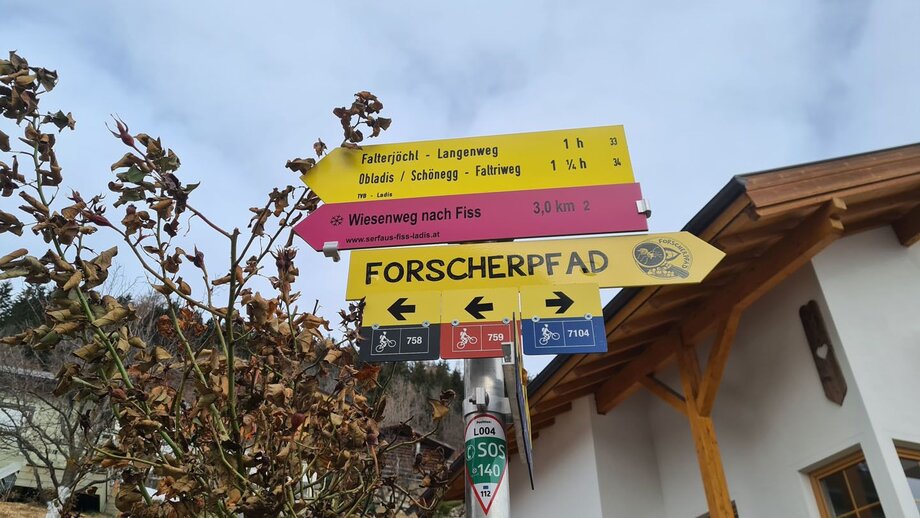 Falterjöchl - Langenweg 1 h 33
Obladis / Schönegg - Faltriweg 1 ¼ h 34
TVB - Ladis
Wiesenweg nach Fiss 3,0 km 2
www.serfaus-fiss-ladis.at
FORSCHERPFAD
FORSCHERPFAD
758 759 7104
L004
SOS
140
112